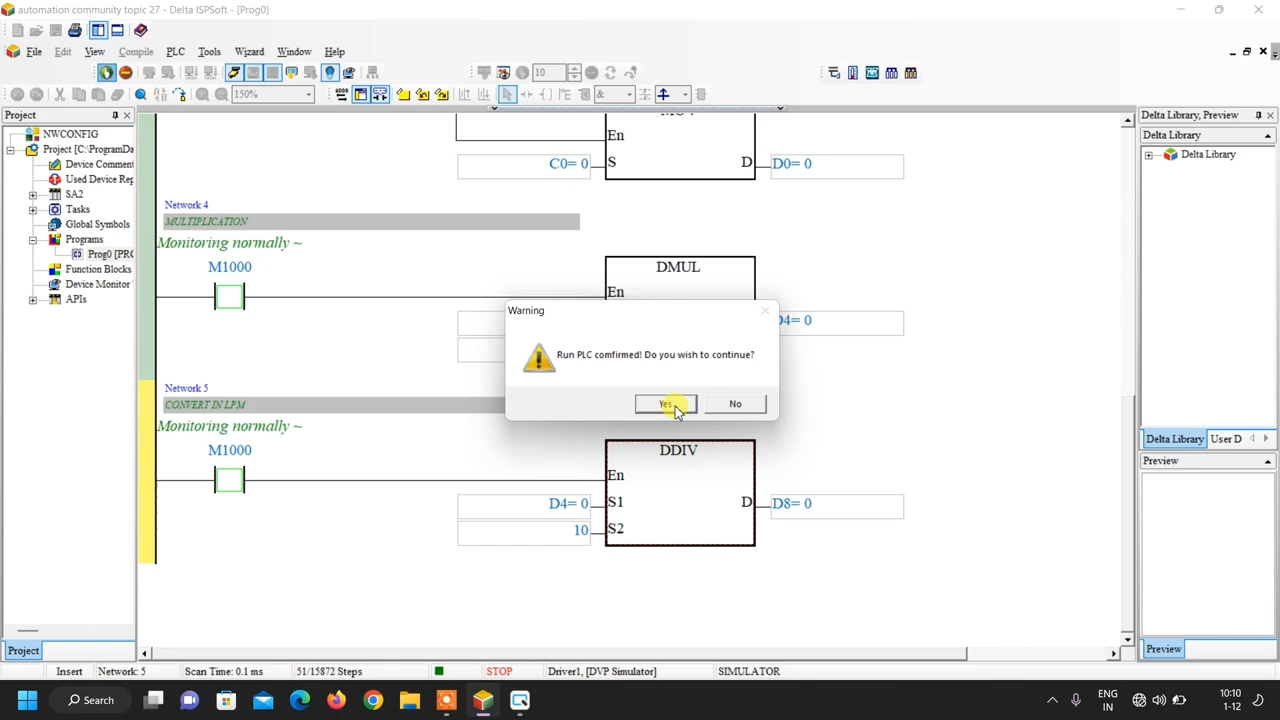 automation community topic 27 - Delta ISPSoft - [Prog0]
File Edit View Compile PLC Tools Wizard Window Help
10
150%
&
Project
NWCONFIG
Project [C:\ProgramDa
Device Comment
Used Device Rep
SA2
Tasks
Global Symbols
Programs
Prog0 [PRC
Function Blocks
Device Monitor
APIs
Project
En
C0= 0 S D D0= 0
Network 4
MULTIPLICATION
Monitoring normally ~
M1000
DMUL
En
D4= 0
Network 5
CONVERT IN LPM
Monitoring normally ~
M1000
DDIV
En
D4= 0 S1 D D8= 0
10 S2
Warning
Run PLC comfirmed! Do you wish to continue?
Yes No
Delta Library, Preview
Delta Library
Delta Library
Delta Library User D
Preview
Preview
Insert Network: 5 Scan Time: 0.1 ms 51/15872 Steps STOP Driver1, [DVP Simulator] SIMULATOR
Search
ENG
IN
10:10
1-12